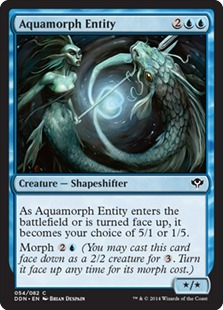 Aquamorph Entity 2
Creature — Shapeshifter
As Aquamorph Entity enters the
battlefield or is turned face up, it
becomes your choice of 5/1 or 1/5.
Morph 2 (You may cast this card
face down as a 2/2 creature for 3. Turn
it face up any time for its morph cost.)
*/*
054/082 C
DDN • EN BRIAN DESPAIN
™ & © 2014 Wizards of the Coast